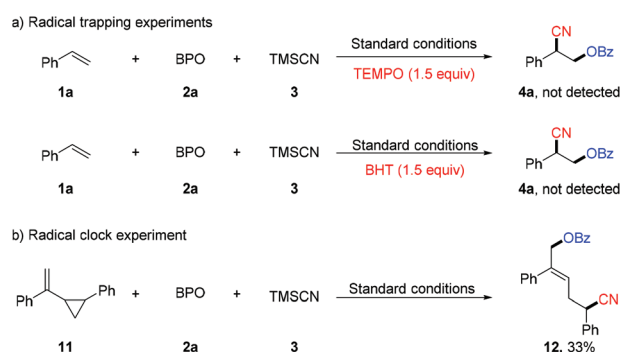 a) Radical trapping experiments
Ph + BPO + TMSCN Standard conditions TEMPO (1.5 equiv) CN Ph OBz
1a 2a 3 4a, not detected
Ph + BPO + TMSCN Standard conditions BHT (1.5 equiv) CN Ph OBz
1a 2a 3 4a, not detected
b) Radical clock experiment
Ph Ph + BPO + TMSCN Standard conditions OBz Ph CN Ph
11 2a 3 12, 33%